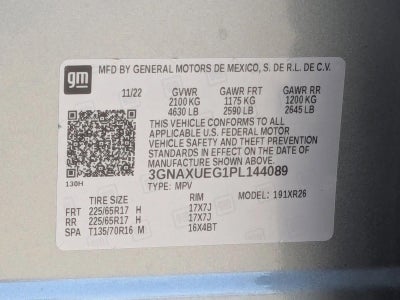 gm
MFD BY GENERAL MOTORS DE MEXICO, S. DE R.L. DE C.V.
11/22 GVWR GAWR FRT GAWR RR
2100 KG 1175 KG 1200 KG
4630 LB 2590 LB 2645 LB
THIS VEHICLE CONFORMS TO ALL
APPLICABLE U.S. FEDERAL MOTOR
VEHICLE SAFETY AND THEFT PREVENTION
STANDARDS IN EFFECT ON THE DATE OF
MANUFACTURE SHOWN ABOVE.
3GNAXUEG1PL144089
130H TYPE: MPV MODEL: 191XR26
TIRE SIZE RIM
FRT 225/65R17 H 17X7J
RR 225/65R17 H 17X7J
SPA T135/70R16 M 16X4BT